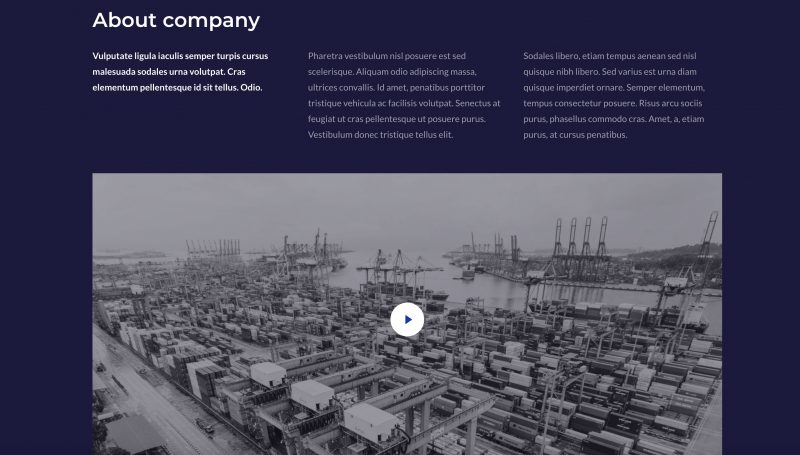 About company
Vulputate ligula iaculis semper turpis cursus
malesuada sodales urna volutpat. Cras
elementum pellentesque id sit tellus. Odio.
Pharetra vestibulum nisl posuere est sed
scelerisque. Aliquam odio adipiscing massa,
ultrices convallis. Id amet, penatibus porttitor
tristique vehicula ac facilisis volutpat. Senectus at
feugiat ut cras pellentesque ut posuere purus.
Vestibulum donec tristique tellus elit.
Sodales libero, etiam tempus aenean sed nisl
quisque nibh libero. Sed varius est urna diam
quisque imperdiet ornare. Semper elementum,
tempus consectetur posuere. Risus arcu sociis
purus, phasellus commodo cras. Amet, a, etiam
purus, at cursus penatibus.